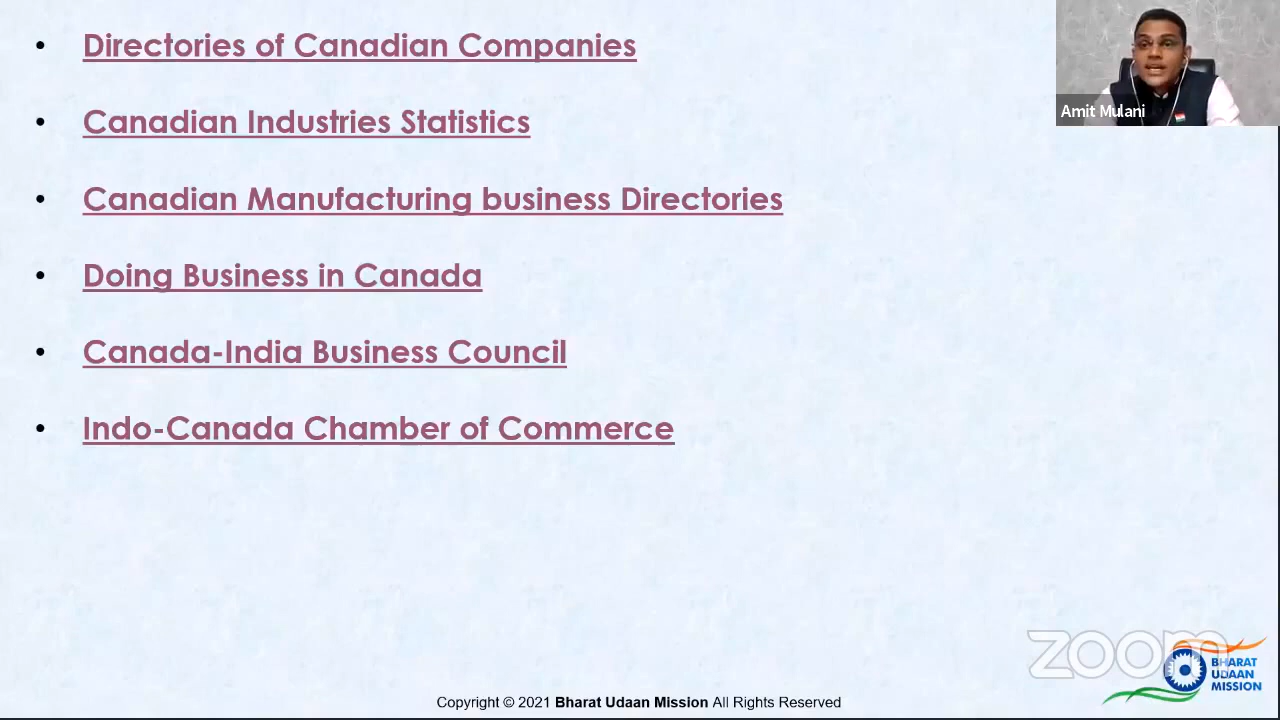 Directories of Canadian Companies
Canadian Industries Statistics
Canadian Manufacturing business Directories
Doing Business in Canada
Canada-India Business Council
Indo-Canada Chamber of Commerce
Amit Mulani
zoom
BHARAT
UDAAN
MISSION
Copyright © 2021 Bharat Udaan Mission All Rights Reserved